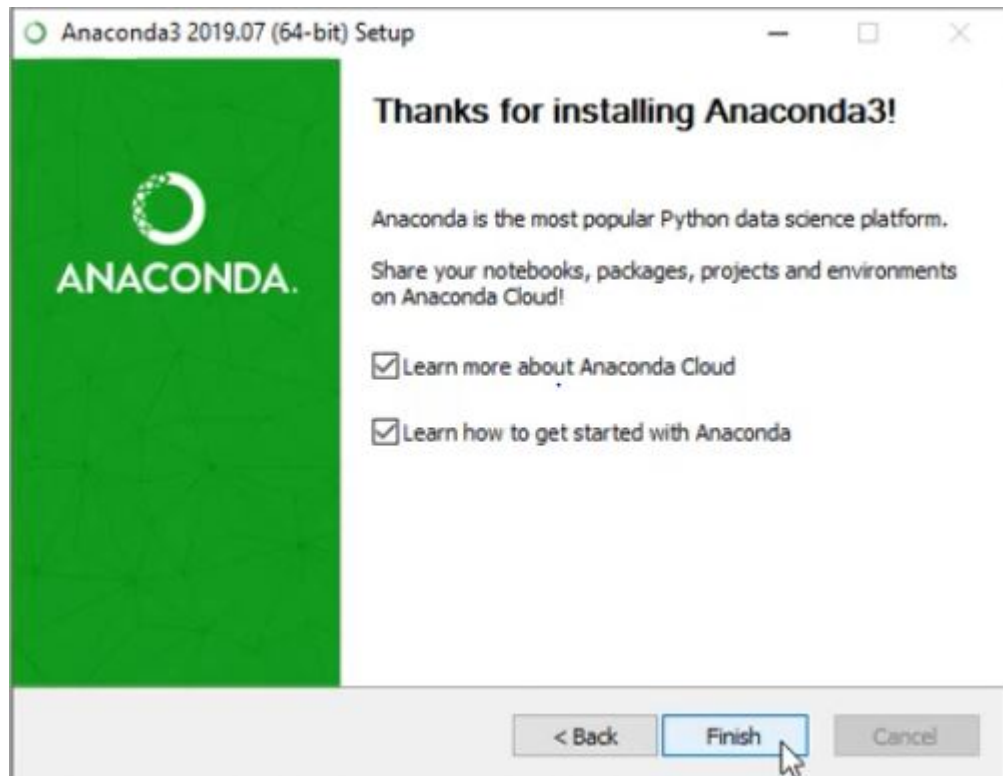 Anaconda3 2019.07 (64-bit) Setup
Thanks for installing Anaconda3!
ANACONDA.
Anaconda is the most popular Python data science platform.
Share your notebooks, packages, projects and environments
on Anaconda Cloud!
Learn more about Anaconda Cloud
Learn how to get started with Anaconda
< Back
Finish
Cancel